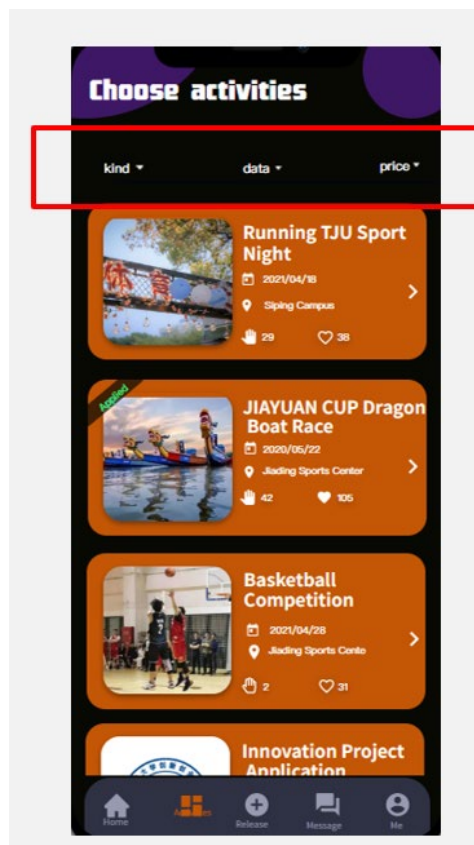 Choose activities
kind data price
Running TJU Sport
Night
2021/04/18
Siping Campus
29 38
Applied
JIAYUAN CUP Dragon
Boat Race
2020/05/22
Jiading Sports Center
42 105
Basketball
Competition
2021/04/28
Jiading Sports Cente
2 31
Innovation Project
Application
Home Release Message Me